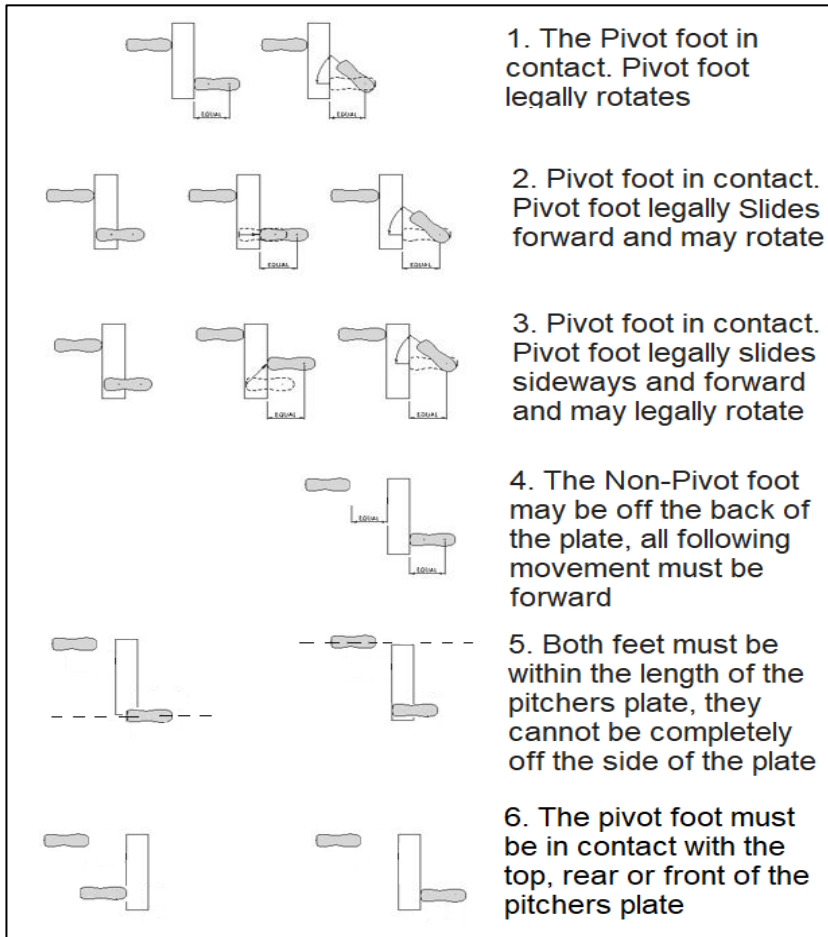 1. The Pivot foot in
contact. Pivot foot
legally rotates
EQUAL
EQUAL
2. Pivot foot in contact.
Pivot foot legally Slides
forward and may rotate
EQUAL
EQUAL
3. Pivot foot in contact.
Pivot foot legally slides
sideways and forward
and may legally rotate
EQUAL
EQUAL
4. The Non-Pivot foot
may be off the back of
the plate, all following
movement must be
forward
EQUAL
EQUAL
5. Both feet must be
within the length of the
pitchers plate, they
cannot be completely
off the side of the plate
6. The pivot foot must
be in contact with the
top, rear or front of the
pitchers plate